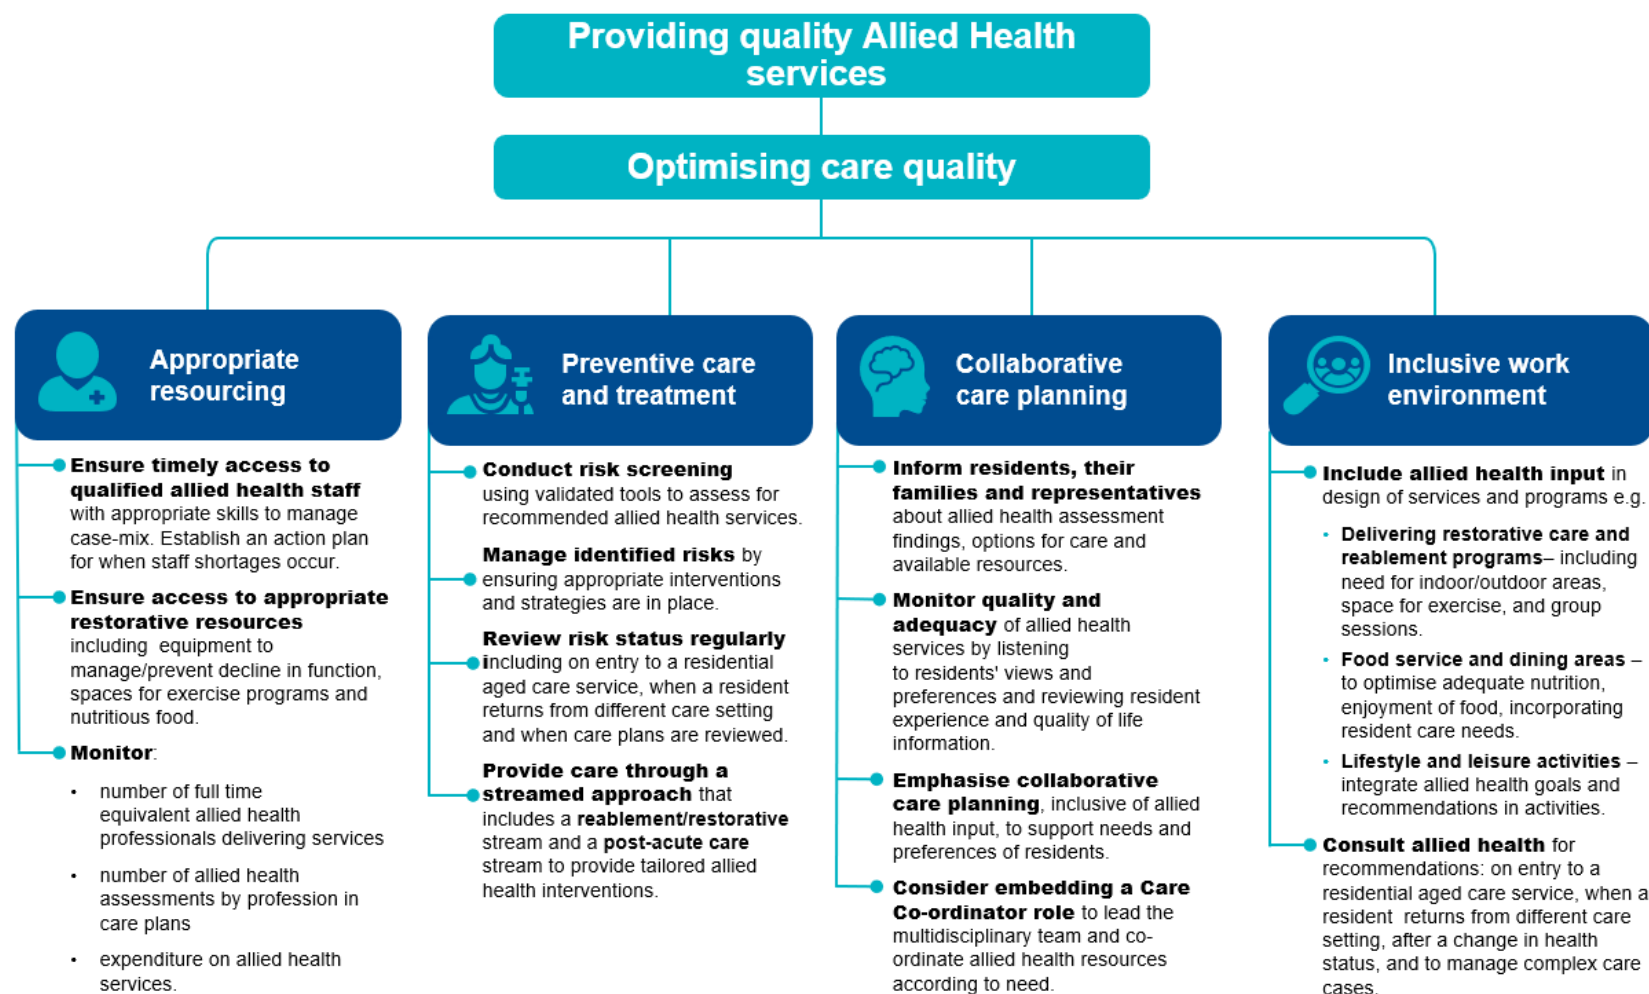 Providing quality Allied Health
services
Optimising care quality
Appropriate
resourcing
Ensure timely access to
qualified allied health staff
with appropriate skills to manage
case-mix. Establish an action plan
for when staff shortages occur.
Ensure access to appropriate
restorative resources
including  equipment to
manage/prevent decline in function,
spaces for exercise programs and
nutritious food.
Monitor:
• number of full time
equivalent allied health
professionals delivering services
• number of allied health
assessments by profession in
care plans
• expenditure on allied health
services.
Preventive care
and treatment
Conduct risk screening
using validated tools to assess for
recommended allied health services.
Manage identified risks by
ensuring appropriate interventions
and strategies are in place.
Review risk status regularly
including on entry to a residential
aged care service, when a resident
returns from different care setting
and when care plans are reviewed.
Provide care through a
streamed approach that
includes a reablement/restorative
stream and a post-acute care
stream to provide tailored allied
health interventions.
Collaborative
care planning
Inform residents, their
families and representatives
about allied health assessment
findings, options for care and
available resources.
Monitor quality and
adequacy of allied health
services by listening
to residents' views and
preferences and reviewing resident
experience and quality of life
information.
Emphasise collaborative
care planning, inclusive of allied
health input, to support needs and
preferences of residents.
Consider embedding a Care
Co-ordinator role to lead the
multidisciplinary team and co-
ordinate allied health resources
according to need.
Inclusive work
environment
Include allied health input in
design of services and programs e.g.
• Delivering restorative care and
reablement programs– including
need for indoor/outdoor areas,
space for exercise, and group
sessions.
• Food service and dining areas –
to optimise adequate nutrition,
enjoyment of food, incorporating
resident care needs.
• Lifestyle and leisure activities –
integrate allied health goals and
recommendations in activities.
Consult allied health for
recommendations: on entry to a
residential aged care service, when a
resident  returns from different care
setting, after a change in health
status, and to manage complex care
cases.